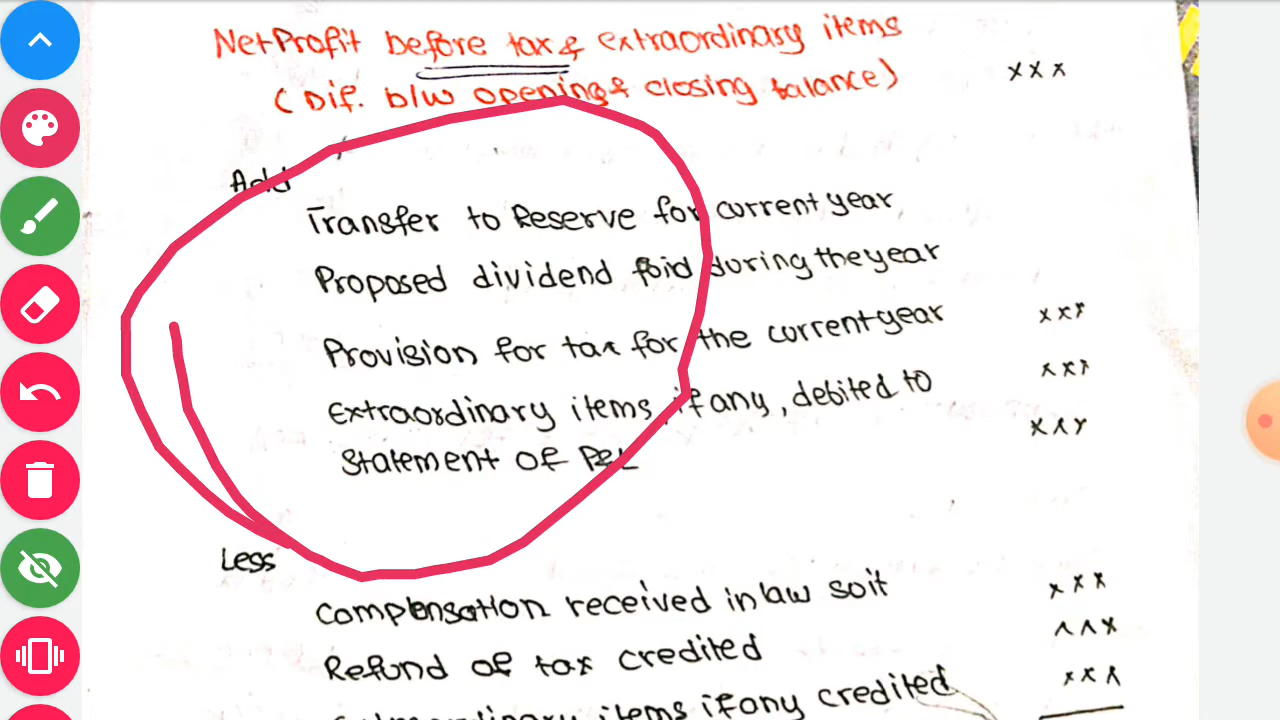 Net Profit before tax & extraordinary items
(Dif. b/w opening & closing balance) xxx
Add
Transfer to Reserve for current year
Proposed dividend paid during the year
Provision for tax for the current year xxx
Extraordinary items if any, debited to xxx
Statement of P&L xxx
Less
Compensation received in law soit xxx
Refund of tax credited xxx
items if any credited xxx